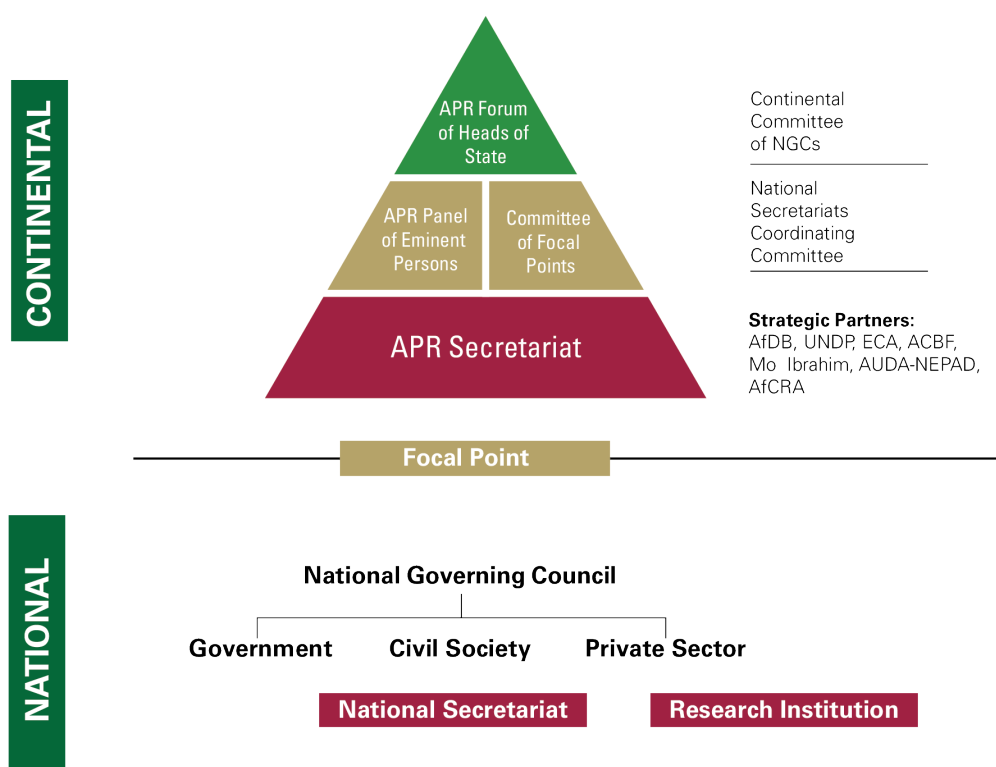 CONTINENTAL
APR Forum
of Heads of
State
APR Panel
of Eminent
Persons
Committee
of Focal
Points
APR Secretariat
Continental
Committee
of NGCs
National
Secretariats
Coordinating
Committee
Strategic Partners:
AfDB, UNDP, ECA, ACBF,
Mo Ibrahim, AUDA-NEPAD,
AfCRA
Focal Point
NATIONAL
National Governing Council
Government
Civil Society
Private Sector
National Secretariat
Research Institution